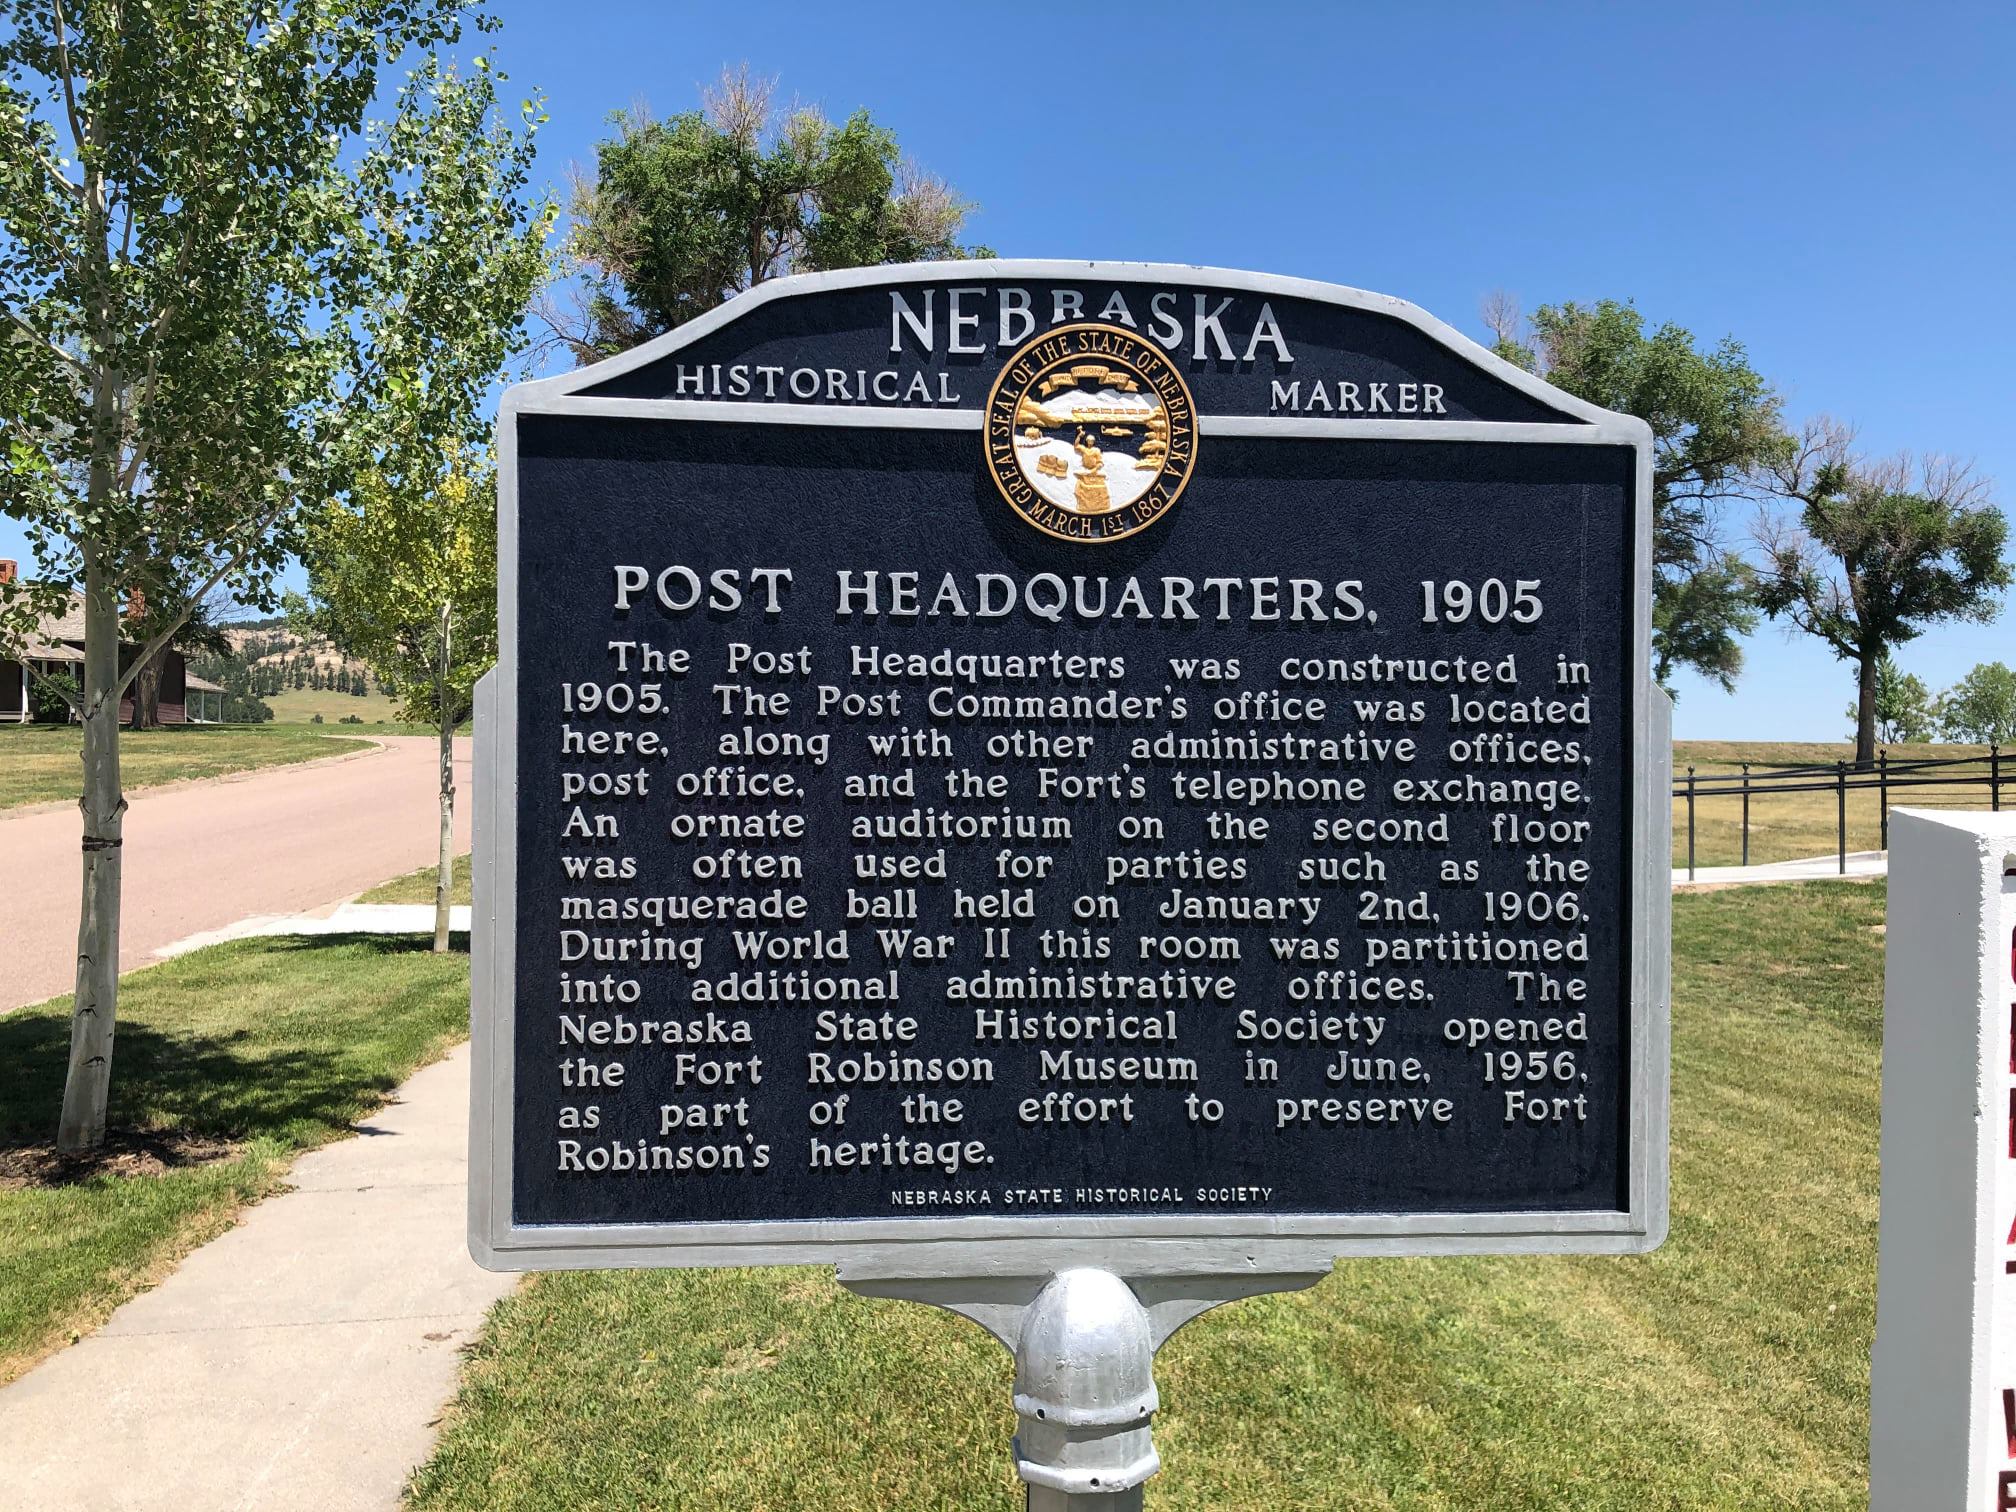 NEBRASKA
HISTORICAL MARKER
GREAT SEAL OF THE STATE OF NEBRASKA
MARCH 1ST 1867
POST HEADQUARTERS, 1905
The Post Headquarters was constructed in
1905. The Post Commander's office was located
here, along with other administrative offices,
post office, and the Fort's telephone exchange.
An ornate auditorium on the second floor
was often used for parties such as the
masquerade ball held on January 2nd, 1906.
During World War II this room was partitioned
into additional administrative offices. The
Nebraska State Historical Society opened
the Fort Robinson Museum in June, 1956,
as part of the effort to preserve Fort
Robinson's heritage.
NEBRASKA STATE HISTORICAL SOCIETY